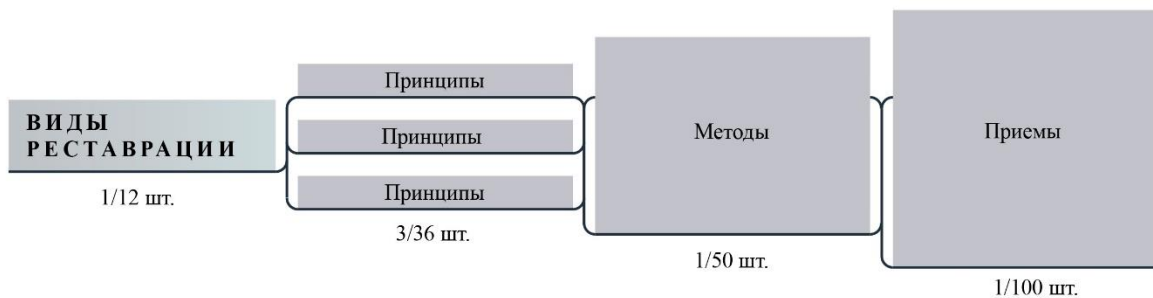 ВИДЫ
РЕСТАВРАЦИИ
1/12 шт.
Принципы
Принципы
Принципы
3/36 шт.
Методы
1/50 шт.
Приемы
1/100 шт.